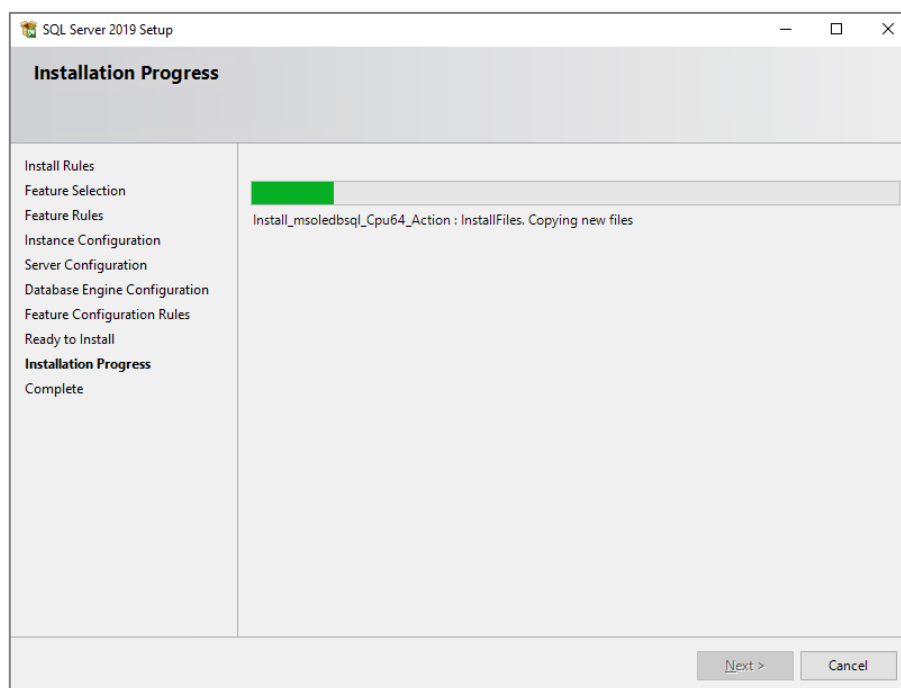 SQL Server 2019 Setup
Installation Progress
Install Rules
Feature Selection
Feature Rules
Instance Configuration
Server Configuration
Database Engine Configuration
Feature Configuration Rules
Ready to Install
Installation Progress
Complete
Install_msoledbsql_Cpu64_Action : InstallFiles. Copying new files
Next >
Cancel